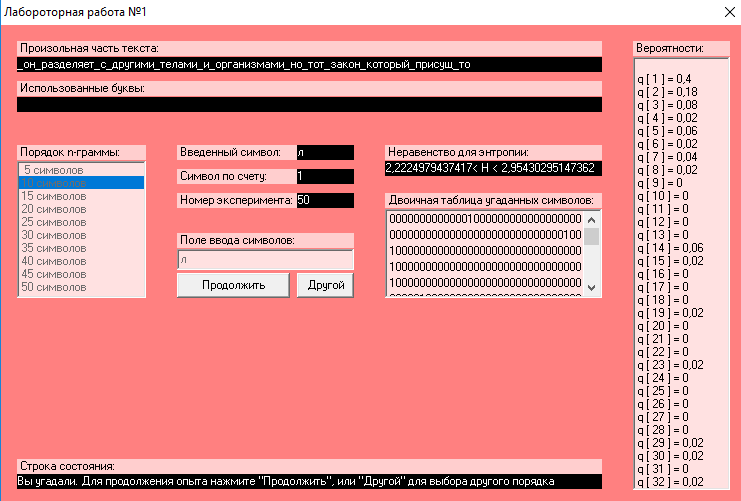 Лабороторная работа №1
Произольная часть текста:
_он_разделяет_с_другими_телами_и_организмами_но_тот_закон_который_присущ_то
Использованные буквы:
Порядок n-граммы:
5 символов
10 символов
15 символов
20 символов
25 символов
30 символов
35 символов
40 символов
45 символов
50 символов
Введенный символ: л
Символ по счету: 1
Номер эксперимента: 50
Поле ввода символов:
л
Продолжить Другой
Неравенство для энтропии:
2,2224979437417< H < 2,95430295147362
Двоичная таблица угаданных символов:
00000000000001000000000000000000
00000000000000000000000000000100
10000000000000000000000000000000
10000000000000000000000000000000
10000000000000000000000000000000
Вероятности:
q [ 1 ] = 0,4
q [ 2 ] = 0,18
q [ 3 ] = 0,08
q [ 4 ] = 0,02
q [ 5 ] = 0,06
q [ 6 ] = 0,02
q [ 7 ] = 0,04
q [ 8 ] = 0,02
q [ 9 ] = 0
q [ 10 ] = 0
q [ 11 ] = 0
q [ 12 ] = 0
q [ 13 ] = 0
q [ 14 ] = 0,06
q [ 15 ] = 0,02
q [ 16 ] = 0
q [ 17 ] = 0
q [ 18 ] = 0
q [ 19 ] = 0,02
q [ 20 ] = 0
q [ 21 ] = 0
q [ 22 ] = 0
q [ 23 ] = 0,02
q [ 24 ] = 0
q [ 25 ] = 0
q [ 26 ] = 0
q [ 27 ] = 0
q [ 28 ] = 0
q [ 29 ] = 0,02
q [ 30 ] = 0,02
q [ 31 ] = 0
q [ 32 ] = 0,02
Строка состояния:
Вы угадали. Для продолжения опыта нажмите "Продолжить", или "Другой" для выбора другого порядка